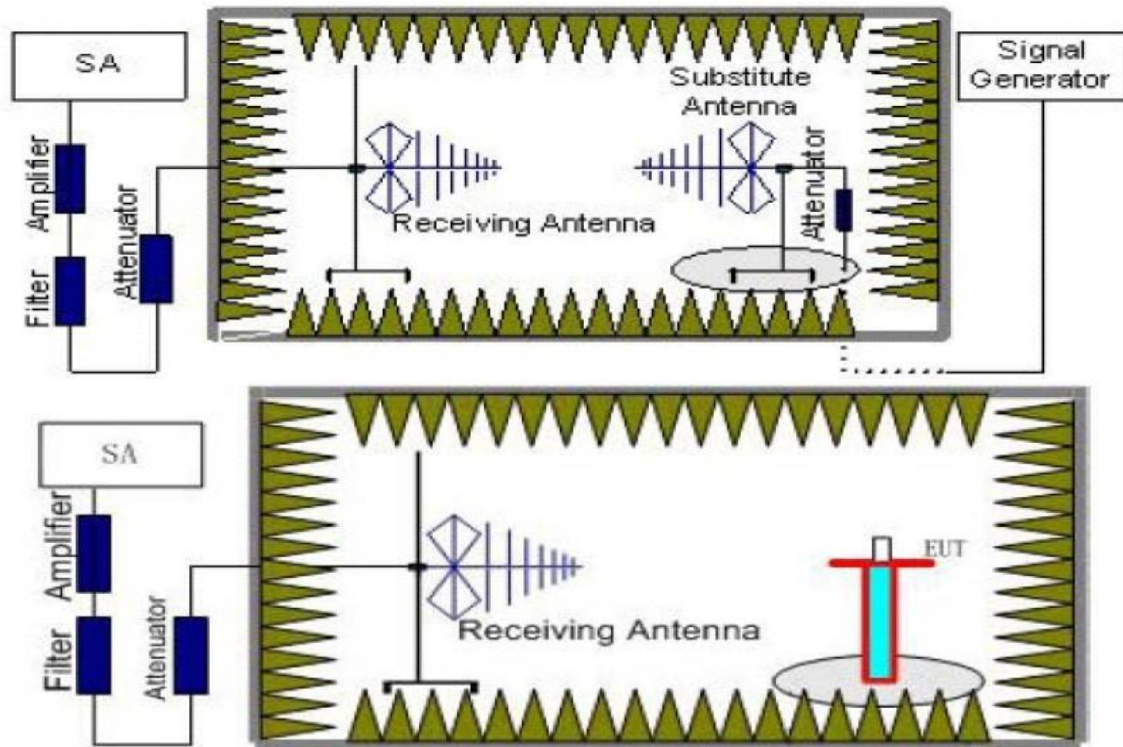 SA
Amplifier
Filter
Attenuator
Receiving Antenna
Substitute
Antenna
Attenuator
Signal
Generator
SA
Amplifier
Filter
Attenuator
Receiving Antenna
EUT